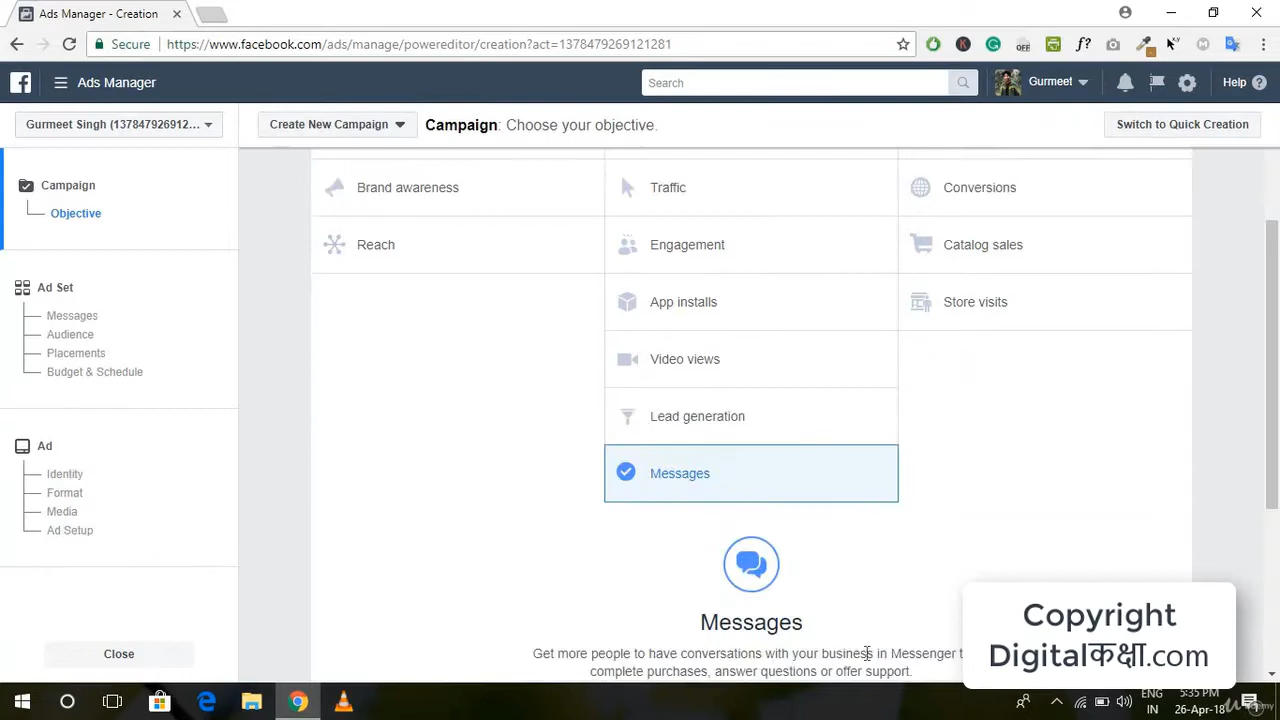 Ads Manager - Creation
Secure https://www.facebook.com/ads/manage/powereditor/creation?act=1378479269121281
OFF
f?
Ads Manager
Search
Gurmeet
Help
Gurmeet Singh (137847926912...
Create New Campaign
Campaign: Choose your objective.
Switch to Quick Creation
Campaign
Objective
Ad Set
Messages
Audience
Placements
Budget & Schedule
Ad
Identity
Format
Media
Ad Setup
Close
Brand awareness
Reach
Traffic
Engagement
App installs
Video views
Lead generation
Messages
Conversions
Catalog sales
Store visits
Messages
Get more people to have conversations with your business in Messenger
complete purchases, answer questions or offer support.
Copyright
Digitalकक्षा.com
ENG
IN
5:35 PM
26-Apr-18